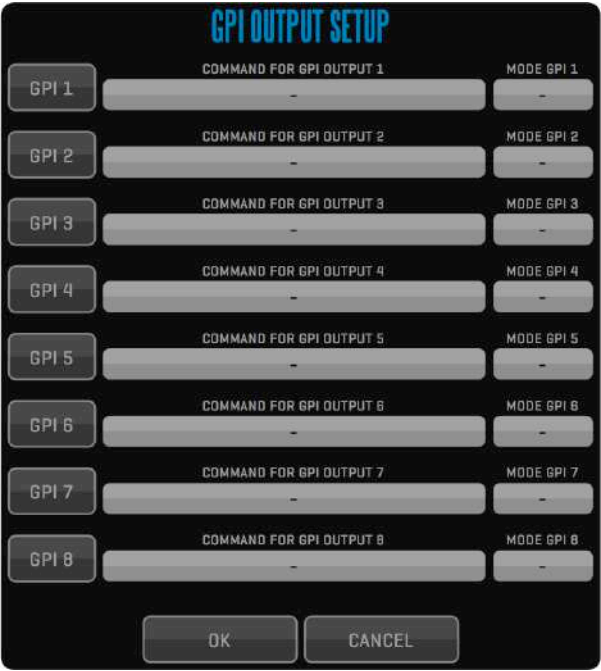 GPI OUTPUT SETUP
COMMAND FOR GPI OUTPUT 1 MODE GPI 1
GPI 1 - -
COMMAND FOR GPI OUTPUT 2 MODE GPI 2
GPI 2 - -
COMMAND FOR GPI OUTPUT 3 MODE GPI 3
GPI 3 - -
COMMAND FOR GPI OUTPUT 4 MODE GPI 4
GPI 4 - -
COMMAND FOR GPI OUTPUT 5 MODE GPI 5
GPI 5 - -
COMMAND FOR GPI OUTPUT 6 MODE GPI 6
GPI 6 - -
COMMAND FOR GPI OUTPUT 7 MODE GPI 7
GPI 7 - -
COMMAND FOR GPI OUTPUT 8 MODE GPI 8
GPI 8 - -
OK CANCEL